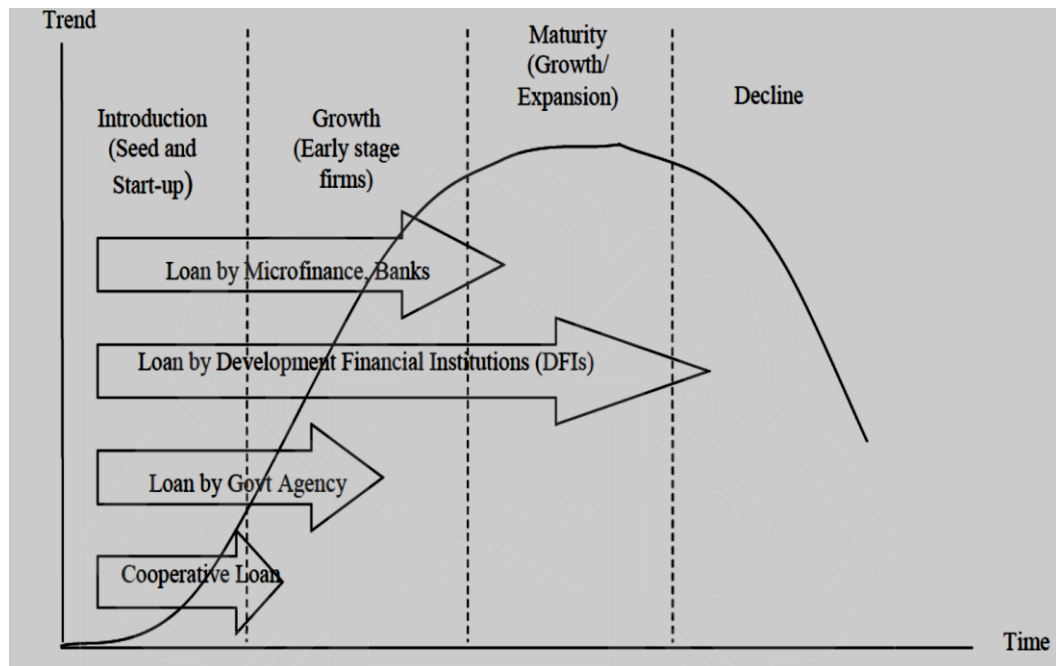 Trend
Introduction
(Seed and
Start-up)
Growth
(Early stage
firms)
Maturity
(Growth/
Expansion)
Decline
Loan by Microfinance, Banks
Loan by Development Financial Institutions (DFIs)
Loan by Govt Agency
Cooperative Loan
Time